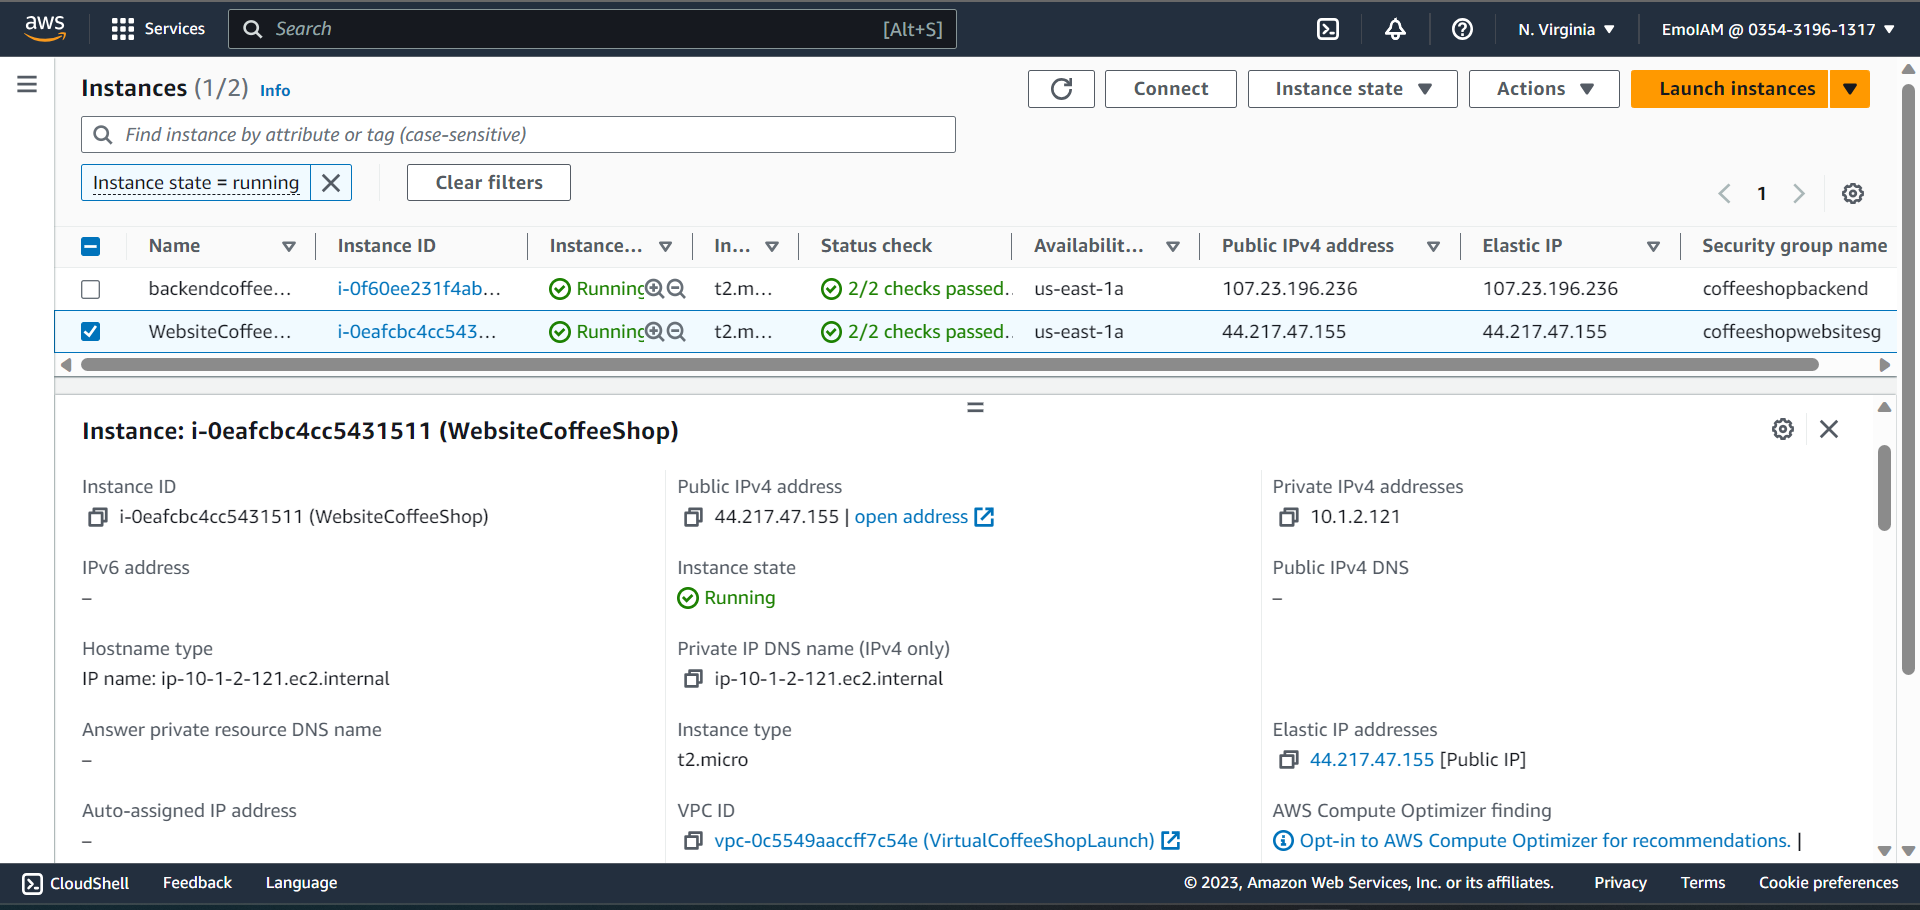 aws Services Search [Alt+S] N. Virginia EmoIAM @ 0354-3196-1317
Instances (1/2) Info Connect Instance state Actions Launch instances
Find instance by attribute or tag (case-sensitive)
Instance state = running Clear filters
1
Name Instance ID Instance... In... Status check Availabilit... Public IPv4 address Elastic IP Security group name
backendcoffee... i-0f60ee231f4ab... Running t2.m... 2/2 checks passed.. us-east-1a 107.23.196.236 107.23.196.236 coffeeshopbackend
WebsiteCoffee... i-0eafcbc4cc543... Running t2.m... 2/2 checks passed.. us-east-1a 44.217.47.155 44.217.47.155 coffeeshopwebsitesg
Instance: i-0eafcbc4cc5431511 (WebsiteCoffeeShop)
Instance ID Public IPv4 address Private IPv4 addresses
i-0eafcbc4cc5431511 (WebsiteCoffeeShop) 44.217.47.155 | open address 10.1.2.121
IPv6 address Instance state Public IPv4 DNS
– Running –
Hostname type Private IP DNS name (IPv4 only)
IP name: ip-10-1-2-121.ec2.internal ip-10-1-2-121.ec2.internal
Answer private resource DNS name Instance type Elastic IP addresses
– t2.micro 44.217.47.155 [Public IP]
Auto-assigned IP address VPC ID AWS Compute Optimizer finding
– vpc-0c5549aaccff7c54e (VirtualCoffeeShopLaunch) Opt-in to AWS Compute Optimizer for recommendations. |
CloudShell Feedback Language © 2023, Amazon Web Services, Inc. or its affiliates. Privacy Terms Cookie preferences